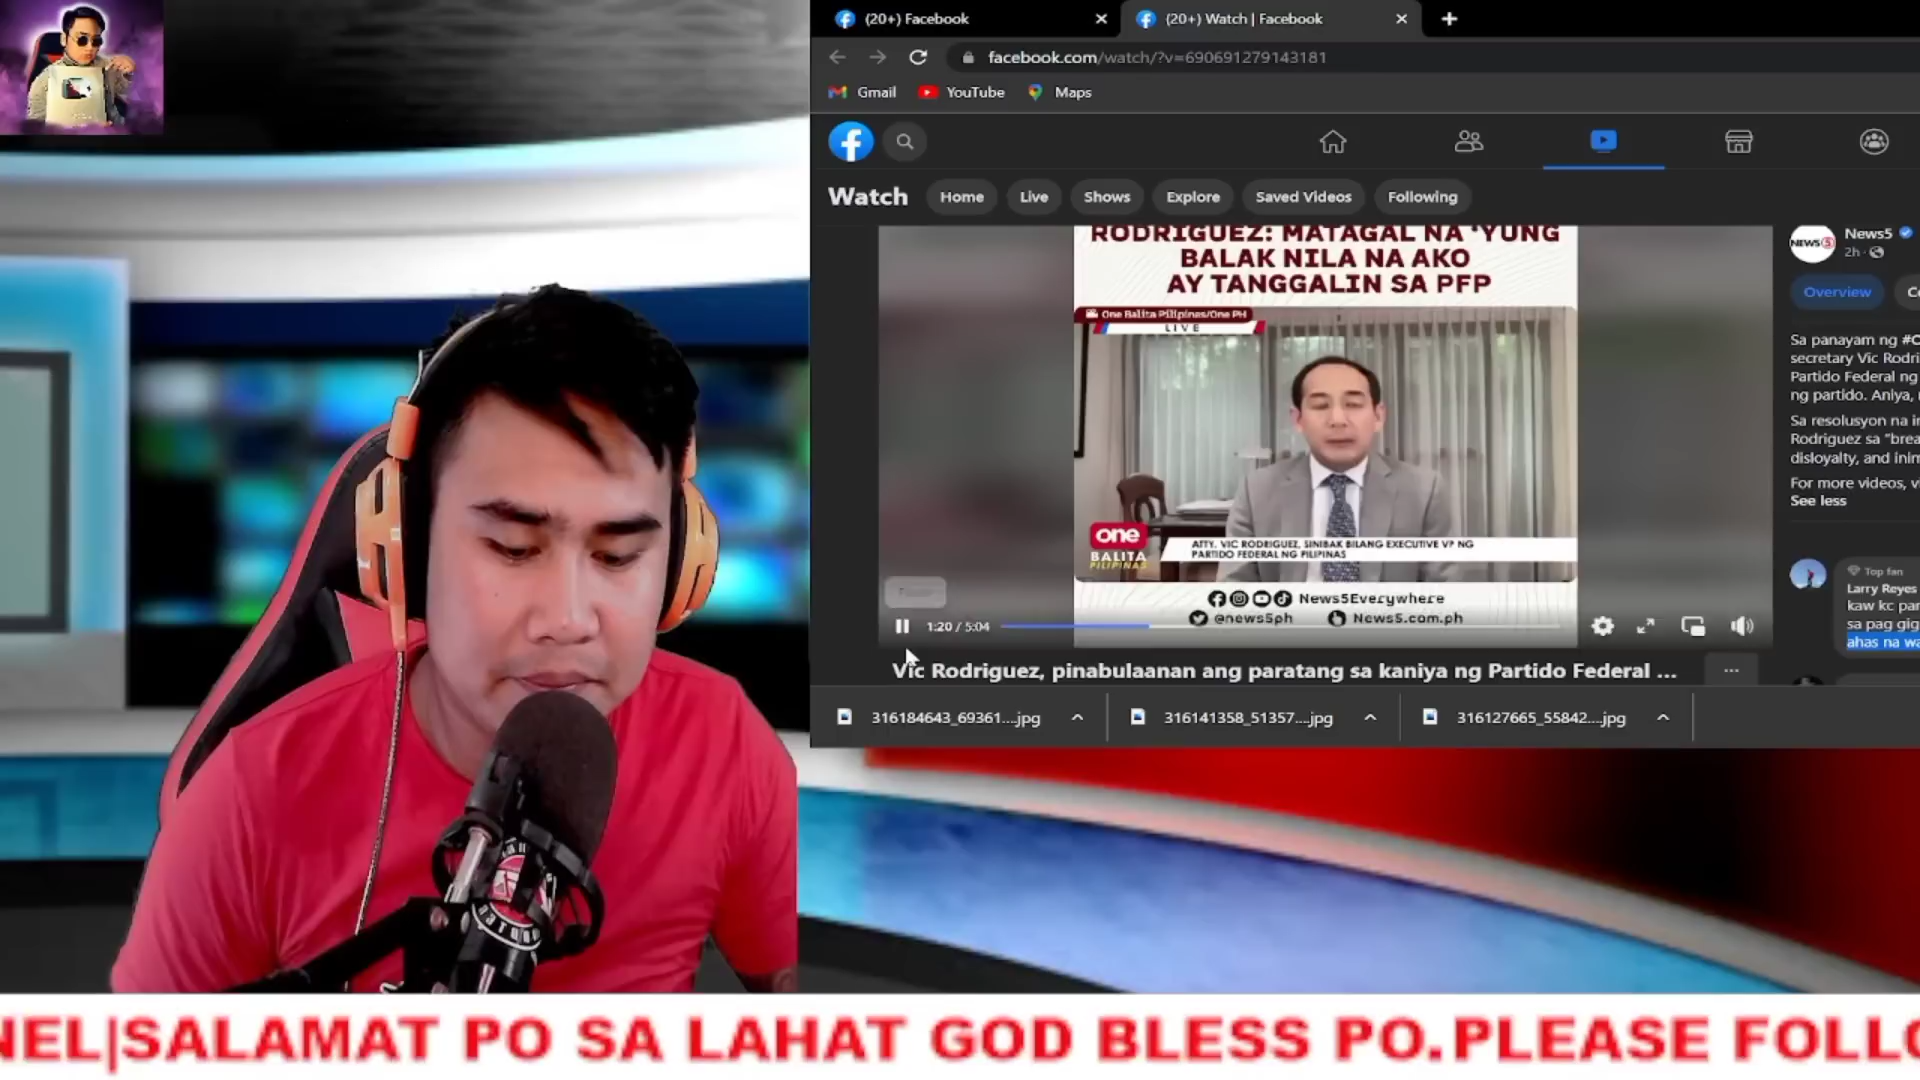 (20+) Facebook
(20+) Watch | Facebook
facebook.com/watch/?v=690691279143181
Gmail
YouTube
Maps
Watch
Home
Live
Shows
Explore
Saved Videos
Following
RODRIGUEZ: MATAGAL NA 'YUNG
BALAK NILA NA AKO
AY TANGGALIN SA PFP
One Balita Pilipinas/One PH
LIVE
one
BALITA
PILIPINAS
ATTY. VIC RODRIGUEZ, SINIBAK BILANG EXECUTIVE VP NG
PARTIDO FEDERAL NG PILIPINAS
News5Everywhere
@news5ph
News5.com.ph
1:20 / 5:04
Vic Rodriguez, pinabulaanan ang paratang sa kaniya ng Partido Federal ...
NEWS5
News5
2h
Overview
Sa panayam ng #O
secretary Vic Rodri
Partido Federal ng
ng partido. Aniya,
Sa resolusyon na i
Rodriguez sa "brea
disloyalty, and inim
For more videos, v
See less
Top fan
Larry Reyes
kaw kc par
sa pag gig
ahas na wa
316184643_69361....jpg
316141358_51357....jpg
316127665_55842....jpg
NEL|SALAMAT PO SA LAHAT GOD BLESS PO.PLEASE FOLLO